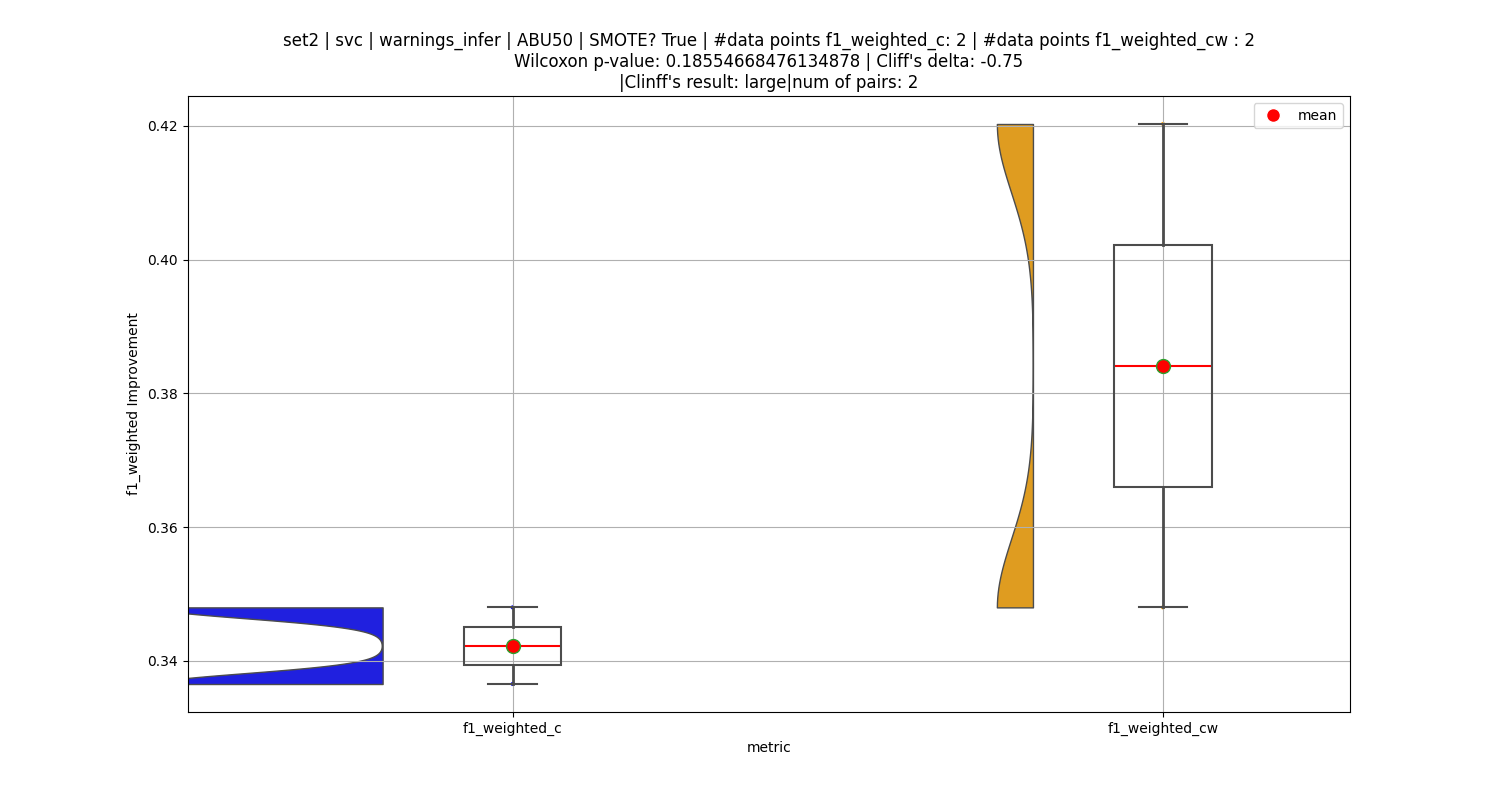 set2 | svc | warnings_infer | ABU50 | SMOTE? True | #data points f1_weighted_c: 2 | #data points f1_weighted_cw : 2
Wilcoxon p-value: 0.18554668476134878 | Cliff's delta: -0.75
|Clinff's result: large|num of pairs: 2
mean
0.42
0.40
0.38
0.36
0.34
f1_weighted Improvement
f1_weighted_c
f1_weighted_cw
metric